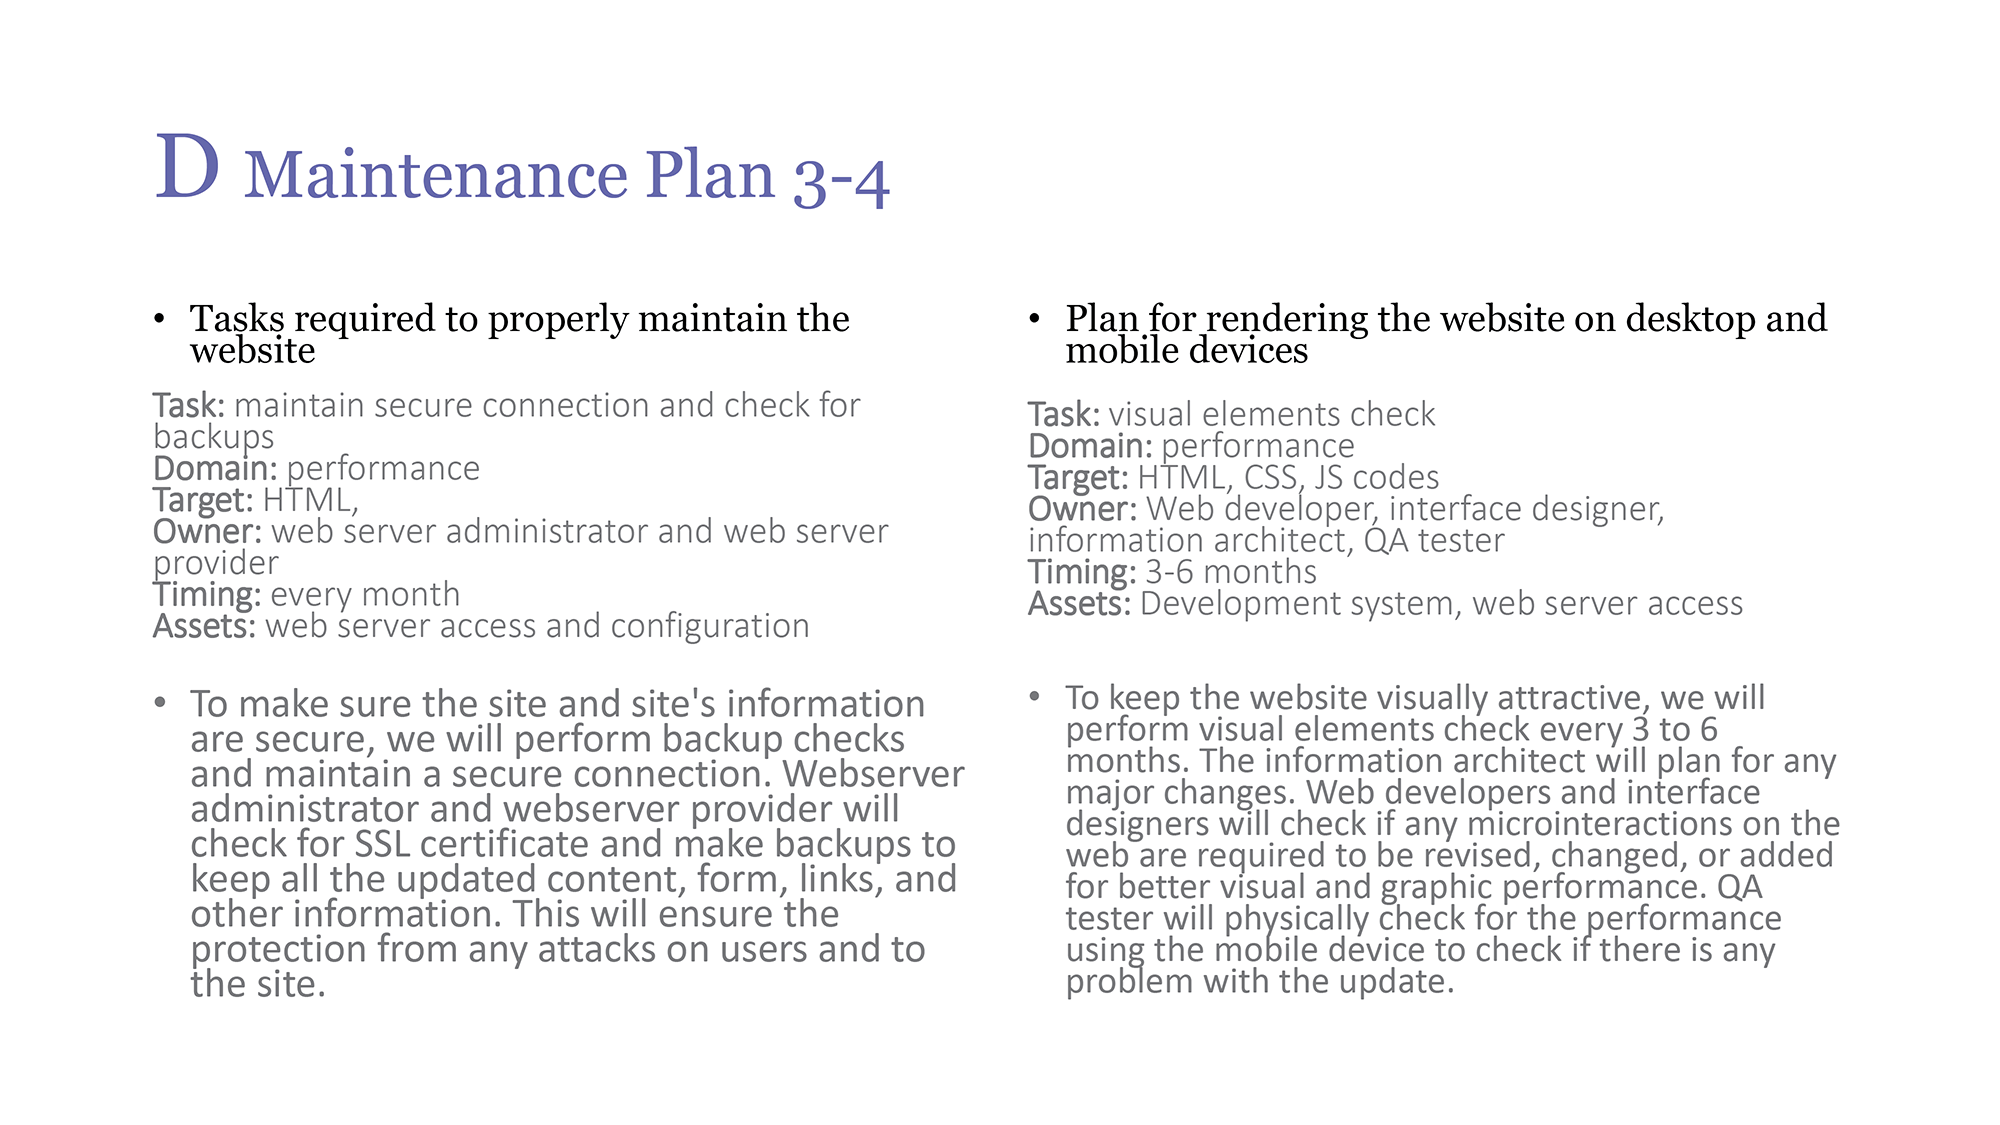 D Maintenance Plan 3-4
• Tasks required to properly maintain the
website
Task: maintain secure connection and check for
backups
Domain: performance
Target: HTML,
Owner: web server administrator and web server
provider
Timing: every month
Assets: web server access and configuration
• To make sure the site and site's information
are secure, we will perform backup checks
and maintain a secure connection. Webserver
administrator and webserver provider will
check for SSL certificate and make backups to
keep all the updated content, form, links, and
other information. This will ensure the
protection from any attacks on users and to
the site.
• Plan for rendering the website on desktop and
mobile devices
Task: visual elements check
Domain: performance
Target: HTML, CSS, JS codes
Owner: Web developer, interface designer,
information architect, QA tester
Timing: 3-6 months
Assets: Development system, web server access
• To keep the website visually attractive, we will
perform visual elements check every 3 to 6
months. The information architect will plan for any
major changes. Web developers and interface
designers will check if any microinteractions on the
web are required to be revised, changed, or added
for better visual and graphic performance. QA
tester will physically check for the performance
using the mobile device to check if there is any
problem with the update.